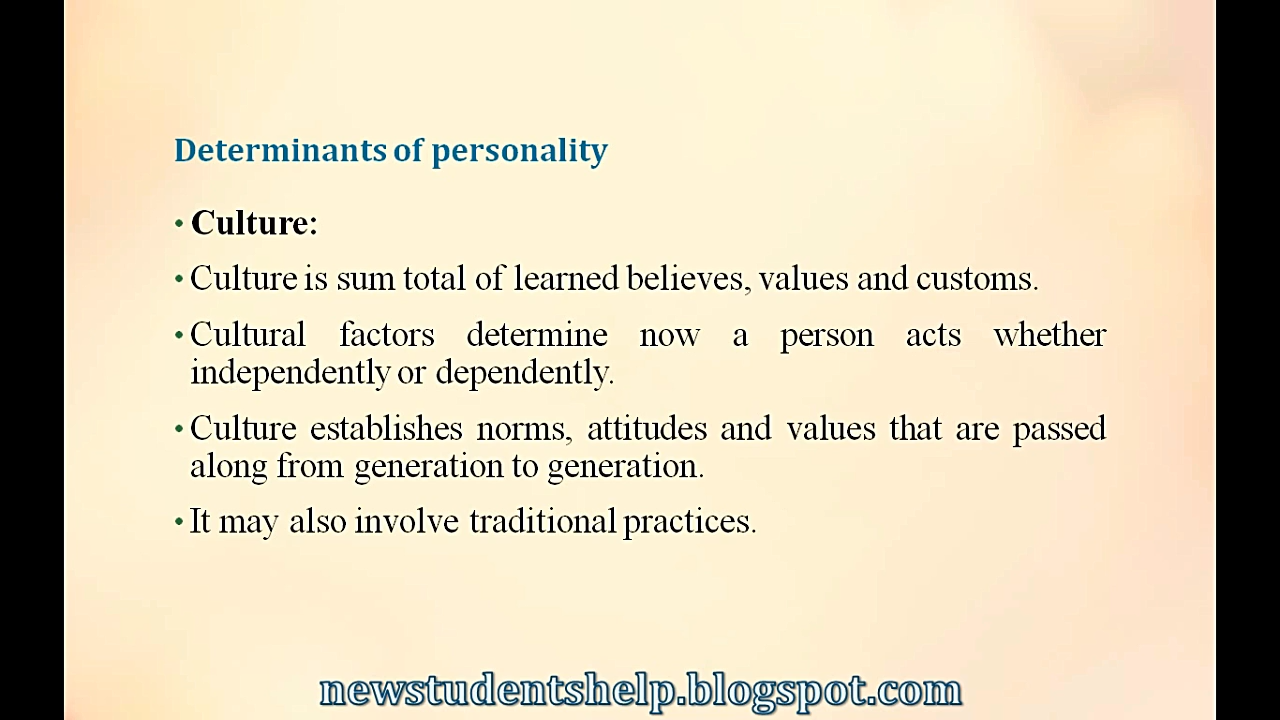 Determinants of personality
• Culture:
• Culture is sum total of learned believes, values and customs.
• Cultural factors determine now a person acts whether
independently or dependently.
• Culture establishes norms, attitudes and values that are passed
along from generation to generation.
• It may also involve traditional practices.
newstudentshelp.blogspot.com